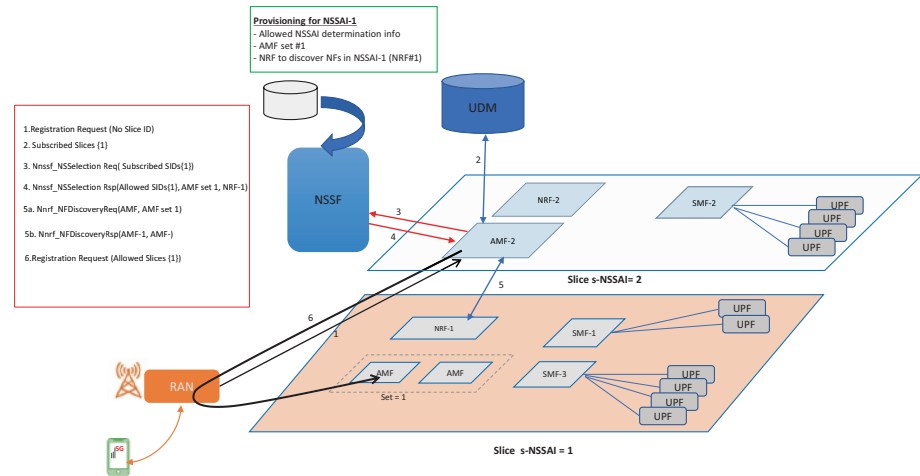 Provisioning for NSSAI-1
- Allowed NSSAI determination info
- AMF set #1
- NRF to discover NFs in NSSAI-1 (NRF#1)
UDM
1.Registration Request (No Slice ID)
2. Subscribed Slices {1}
3. Nnssf_NSSelection Req( Subscribed SIDs{1})
4. Nnssf_NSSelection Rsp(Allowed SIDs{1}, AMF set 1, NRF-1)
5a. Nnrf_NFDiscoveryReq(AMF, AMF set 1)
5b. Nnrf_NFDiscoveryRsp(AMF-1, AMF-)
6.Registration Request (Allowed Slices {1})
NSSF
2
3
4
NRF-2
AMF-2
SMF-2
UPF
UPF
UPF
UPF
Slice s-NSSAI= 2
5
6
1
NRF-1
SMF-1
UPF
UPF
AMF
AMF
Set = 1
SMF-3
UPF
UPF
UPF
UPF
RAN
5G
Slice s-NSSAI = 1